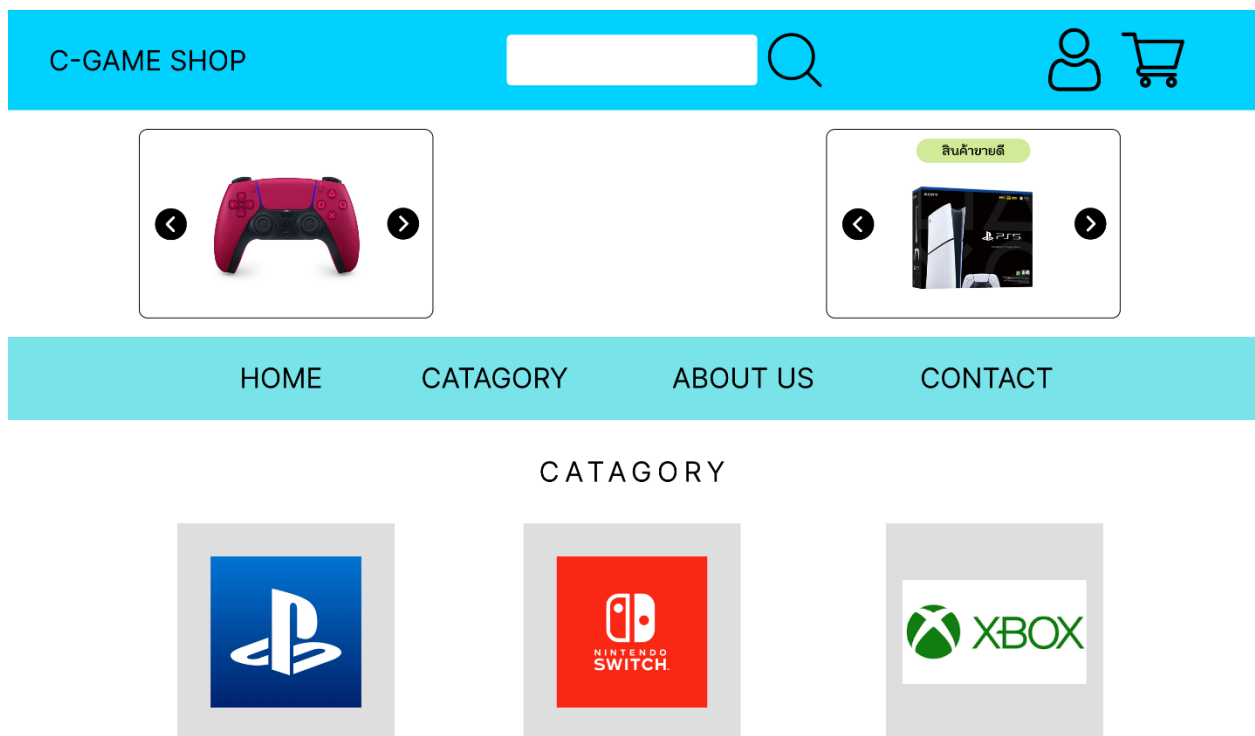 C-GAME SHOP
สินค้าขายดี
SONY
PS5
HOME CATAGORY ABOUT US CONTACT
CATAGORY
NINTENDO
SWITCH
XBOX